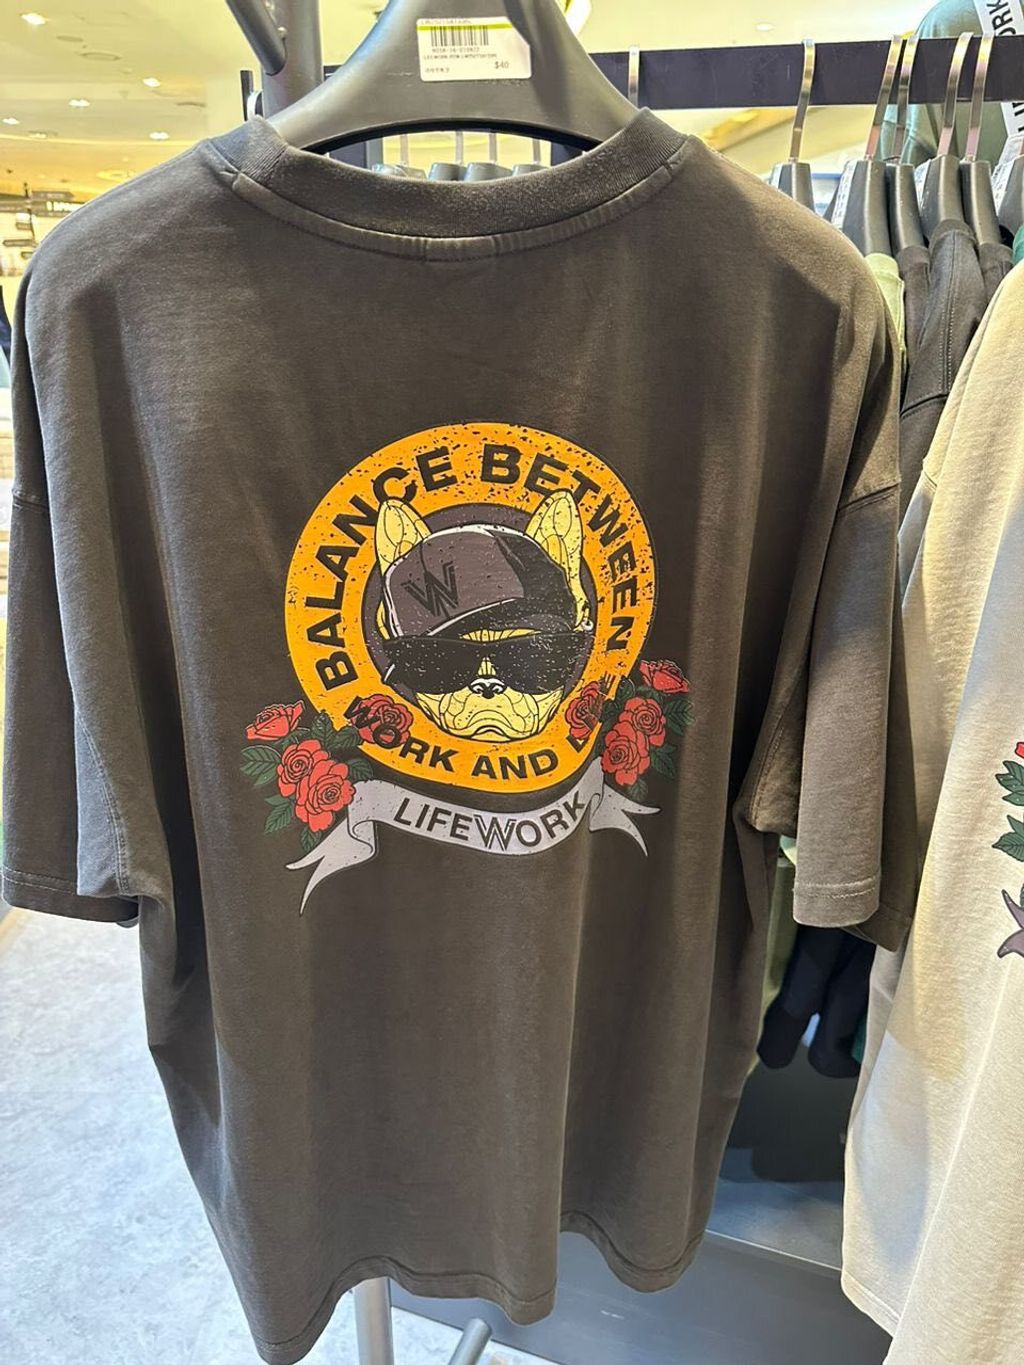 $40
BALANCE BETWEEN
WORK AND
W
LIFEWORK